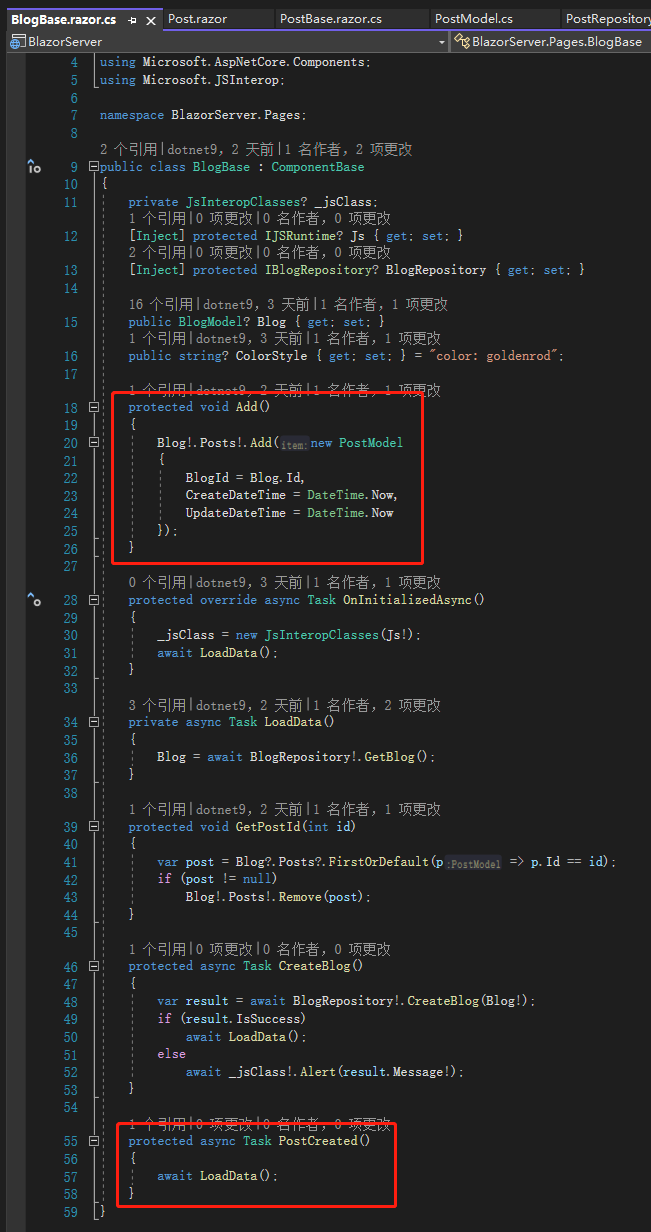 BlogBase.razor.cs Post.razor PostBase.razor.cs PostModel.cs PostRepository
BlazorServer BlazorServer.Pages.BlogBase
4 using Microsoft.AspNetCore.Components;
5 using Microsoft.JSInterop;
6
7 namespace BlazorServer.Pages;
8
2 个引用|dotnet9, 2 天前|1 名作者, 2 项更改
9 public class BlogBase : ComponentBase
10 {
11 private JsInteropClasses? _jsClass;
1 个引用|0 项更改|0 名作者, 0 项更改
12 [Inject] protected IJSRuntime? Js { get; set; }
2 个引用|0 项更改|0 名作者, 0 项更改
13 [Inject] protected IBlogRepository? BlogRepository { get; set; }
14
16 个引用|dotnet9, 3 天前|1 名作者, 1 项更改
15 public BlogModel? Blog { get; set; }
1 个引用|dotnet9, 3 天前|1 名作者, 1 项更改
16 public string? ColorStyle { get; set; } = "color: goldenrod";
17
1 个引用|dotnet9, 2 天前|1 名作者, 1 项更改
18 protected void Add()
19 {
20 Blog!.Posts!.Add(item: new PostModel
21 {
22 BlogId = Blog.Id,
23 CreateDateTime = DateTime.Now,
24 UpdateDateTime = DateTime.Now
25 });
26 }
27
0 个引用|dotnet9, 3 天前|1 名作者, 1 项更改
28 protected override async Task OnInitializedAsync()
29 {
30 _jsClass = new JsInteropClasses(Js!);
31 await LoadData();
32 }
33
3 个引用|dotnet9, 2 天前|1 名作者, 2 项更改
34 private async Task LoadData()
35 {
36 Blog = await BlogRepository!.GetBlog();
37 }
38
1 个引用|dotnet9, 2 天前|1 名作者, 1 项更改
39 protected void GetPostId(int id)
40 {
41 var post = Blog?.Posts?.FirstOrDefault(p :PostModel => p.Id == id);
42 if (post != null)
43 Blog!.Posts!.Remove(post);
44 }
45
1 个引用|0 项更改|0 名作者, 0 项更改
46 protected async Task CreateBlog()
47 {
48 var result = await BlogRepository!.CreateBlog(Blog!);
49 if (result.IsSuccess)
50 await LoadData();
51 else
52 await _jsClass!.Alert(result.Message!);
53 }
54
1 个引用|0 项更改|0 名作者, 0 项更改
55 protected async Task PostCreated()
56 {
57 await LoadData();
58 }
59 }